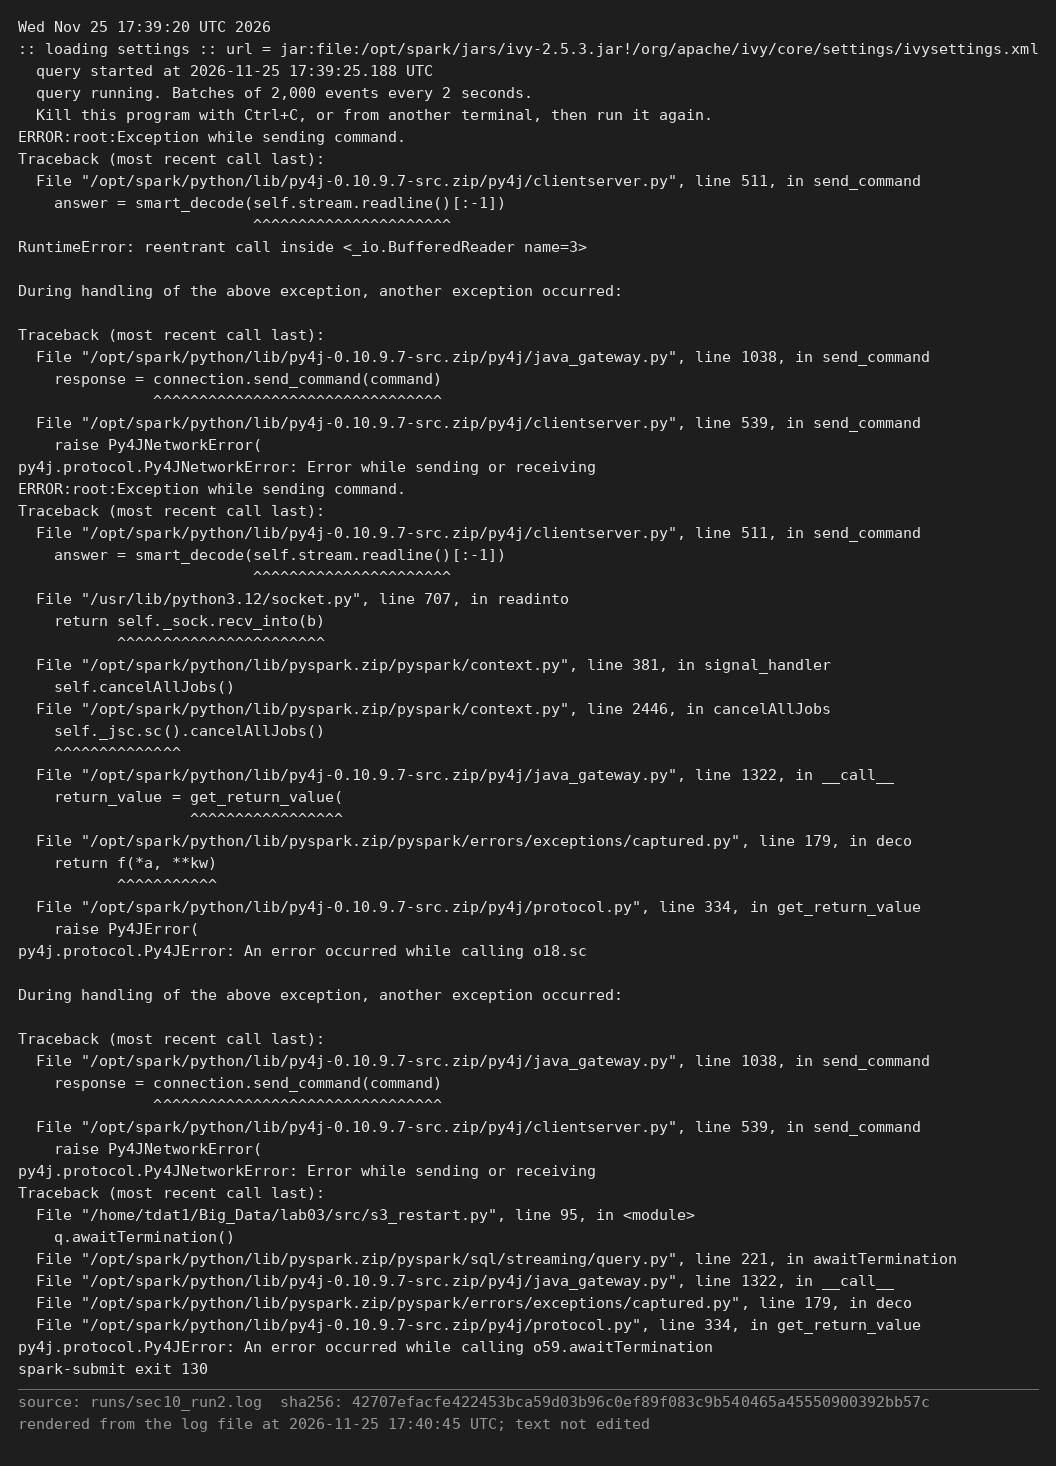 Wed Nov 25 17:39:20 UTC 2026
:: loading settings :: url = jar:file:/opt/spark/jars/ivy-2.5.3.jar!/org/apache/ivy/core/settings/ivysettings.xml
  query started at 2026-11-25 17:39:25.188 UTC
  query running. Batches of 2,000 events every 2 seconds.
  Kill this program with Ctrl+C, or from another terminal, then run it again.
ERROR:root:Exception while sending command.
Traceback (most recent call last):
  File "/opt/spark/python/lib/py4j-0.10.9.7-src.zip/py4j/clientserver.py", line 511, in send_command
    answer = smart_decode(self.stream.readline()[:-1])
                          ^^^^^^^^^^^^^^^^^^^^^^
RuntimeError: reentrant call inside <_io.BufferedReader name=3>

During handling of the above exception, another exception occurred:

Traceback (most recent call last):
  File "/opt/spark/python/lib/py4j-0.10.9.7-src.zip/py4j/java_gateway.py", line 1038, in send_command
    response = connection.send_command(command)
               ^^^^^^^^^^^^^^^^^^^^^^^^^^^^^^^^
  File "/opt/spark/python/lib/py4j-0.10.9.7-src.zip/py4j/clientserver.py", line 539, in send_command
    raise Py4JNetworkError(
py4j.protocol.Py4JNetworkError: Error while sending or receiving
ERROR:root:Exception while sending command.
Traceback (most recent call last):
  File "/opt/spark/python/lib/py4j-0.10.9.7-src.zip/py4j/clientserver.py", line 511, in send_command
    answer = smart_decode(self.stream.readline()[:-1])
                          ^^^^^^^^^^^^^^^^^^^^^^
  File "/usr/lib/python3.12/socket.py", line 707, in readinto
    return self._sock.recv_into(b)
           ^^^^^^^^^^^^^^^^^^^^^^^
  File "/opt/spark/python/lib/pyspark.zip/pyspark/context.py", line 381, in signal_handler
    self.cancelAllJobs()
  File "/opt/spark/python/lib/pyspark.zip/pyspark/context.py", line 2446, in cancelAllJobs
    self._jsc.sc().cancelAllJobs()
    ^^^^^^^^^^^^^^
  File "/opt/spark/python/lib/py4j-0.10.9.7-src.zip/py4j/java_gateway.py", line 1322, in __call__
    return_value = get_return_value(
                   ^^^^^^^^^^^^^^^^^
  File "/opt/spark/python/lib/pyspark.zip/pyspark/errors/exceptions/captured.py", line 179, in deco
    return f(*a, **kw)
           ^^^^^^^^^^^
  File "/opt/spark/python/lib/py4j-0.10.9.7-src.zip/py4j/protocol.py", line 334, in get_return_value
    raise Py4JError(
py4j.protocol.Py4JError: An error occurred while calling o18.sc

During handling of the above exception, another exception occurred:

Traceback (most recent call last):
  File "/opt/spark/python/lib/py4j-0.10.9.7-src.zip/py4j/java_gateway.py", line 1038, in send_command
    response = connection.send_command(command)
               ^^^^^^^^^^^^^^^^^^^^^^^^^^^^^^^^
  File "/opt/spark/python/lib/py4j-0.10.9.7-src.zip/py4j/clientserver.py", line 539, in send_command
    raise Py4JNetworkError(
py4j.protocol.Py4JNetworkError: Error while sending or receiving
Traceback (most recent call last):
  File "/home/tdat1/Big_Data/lab03/src/s3_restart.py", line 95, in <module>
    q.awaitTermination()
  File "/opt/spark/python/lib/pyspark.zip/pyspark/sql/streaming/query.py", line 221, in awaitTermination
  File "/opt/spark/python/lib/py4j-0.10.9.7-src.zip/py4j/java_gateway.py", line 1322, in __call__
  File "/opt/spark/python/lib/pyspark.zip/pyspark/errors/exceptions/captured.py", line 179, in deco
  File "/opt/spark/python/lib/py4j-0.10.9.7-src.zip/py4j/protocol.py", line 334, in get_return_value
py4j.protocol.Py4JError: An error occurred while calling o59.awaitTermination
spark-submit exit 130
source: runs/sec10_run2.log  sha256: 42707efacfe422453bca59d03b96c0ef89f083c9b540465a45550900392bb57c
rendered from the log file at 2026-11-25 17:40:45 UTC; text not edited